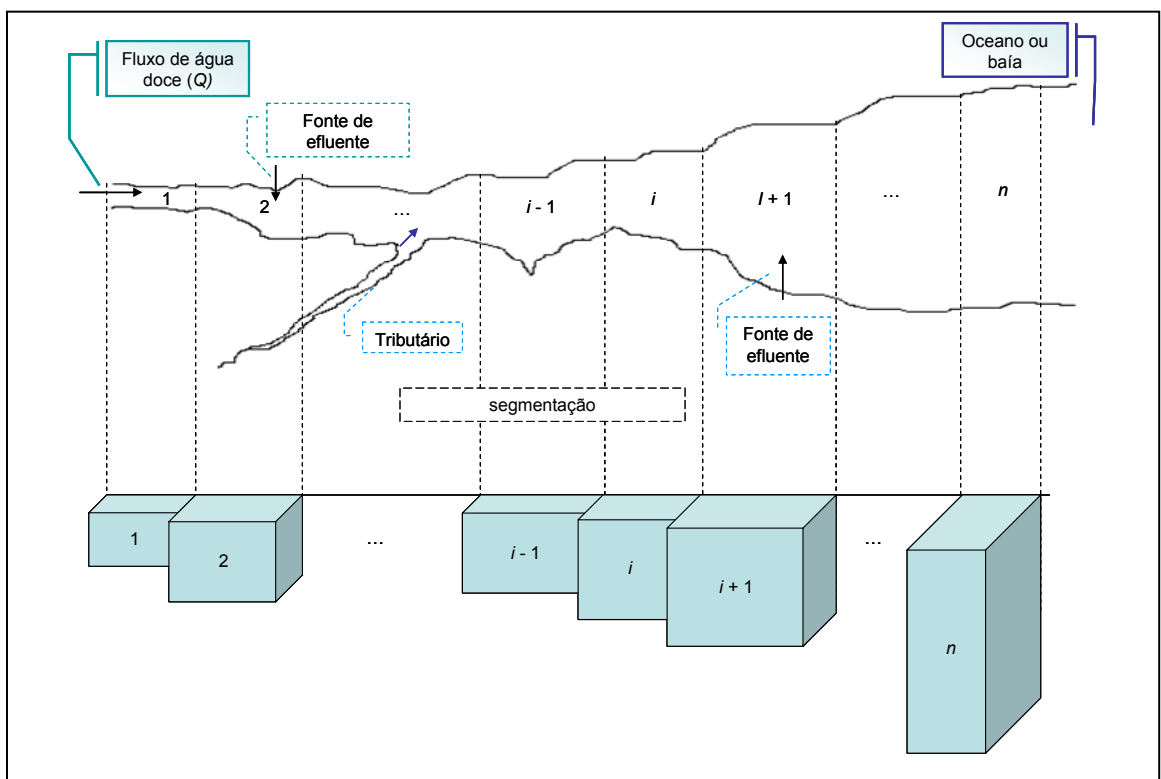 Fluxo de água
doce (Q)
Oceano ou
baía
Fonte de
efluente
1
2
...
i - 1
i
I + 1
...
n
Tributário
Fonte de
efluente
segmentação
1
2
...
i - 1
i
i + 1
...
n